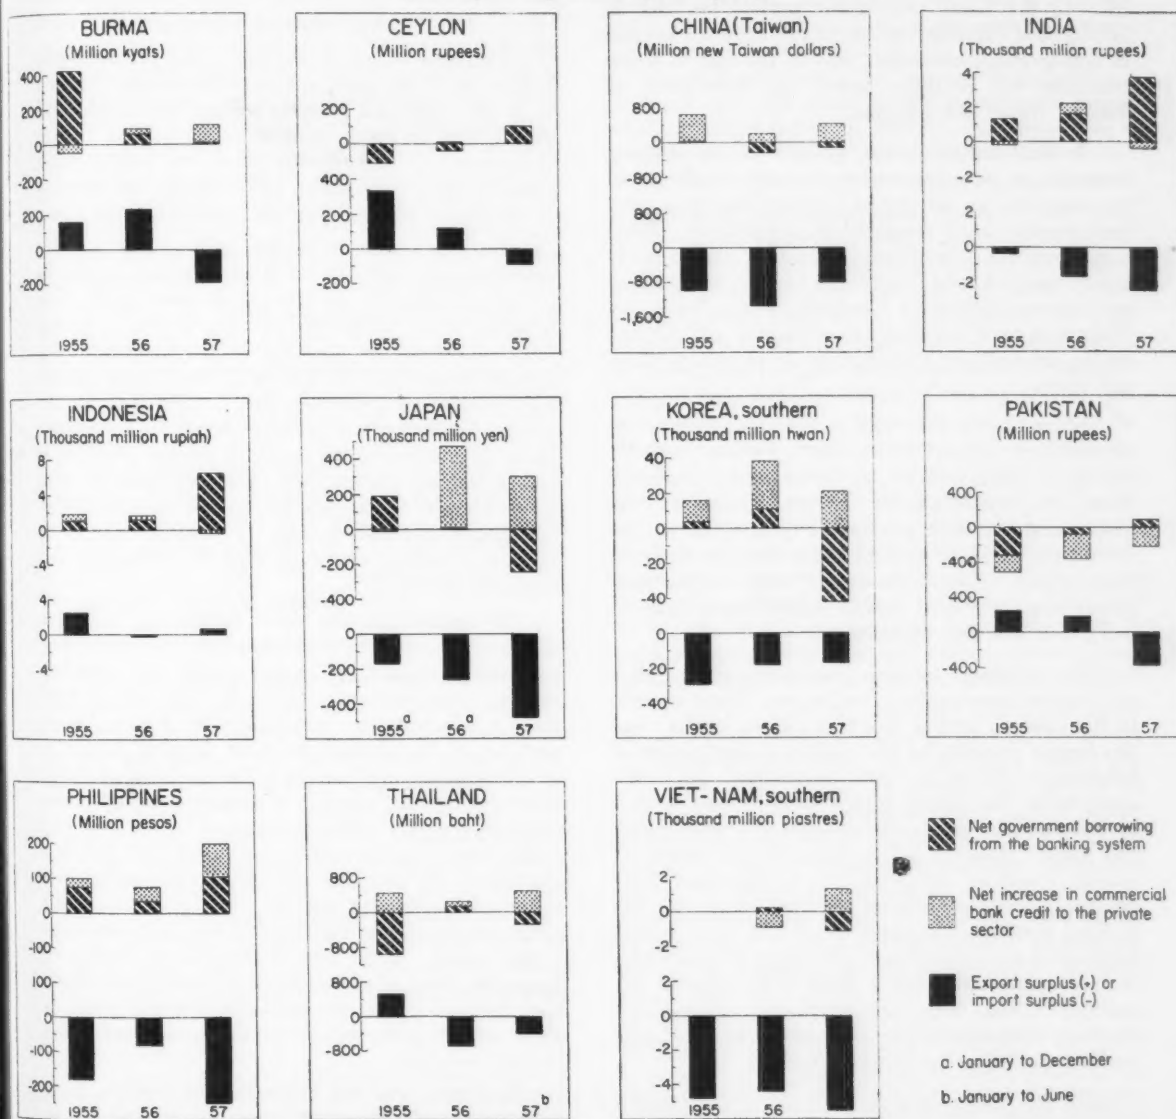 BURMA
(Million kyats)
400
200
0
-200
200
0
-200
1955 56 57
CEYLON
(Million rupees)
200
0
400
200
0
-200
1955 56 57
CHINA (Taiwan)
(Million new Taiwan dollars)
800
0
-800
800
0
-800
-1,600
1955 56 57
INDIA
(Thousand million rupees)
4
2
0
-2
2
0
-2
1955 56 57
INDONESIA
(Thousand million rupiah)
8
4
0
-4
4
0
-4
1955 56 57
JAPAN
(Thousand million yen)
400
200
0
-200
-400
0
-200
-400
1955 a 56 a 57
KOREA, southern
(Thousand million hwan)
40
20
0
-20
-40
0
-20
-40
1955 56 57
PAKISTAN
(Million rupees)
400
0
-400
400
-400
1955 56 57
PHILIPPINES
(Million pesos)
200
100
0
100
100
0
-100
-200
1955 56 57
THAILAND
(Million baht)
800
0
-800
800
0
-800
1955 56 57 b
VIET-NAM, southern
(Thousand million piastres)
2
0
-2
0
-2
-4
1955 56 57
Net government borrowing
from the banking system
Net increase in commercial
bank credit to the private
sector
Export surplus (+) or
import surplus (-)
a. January to December
b. January to June